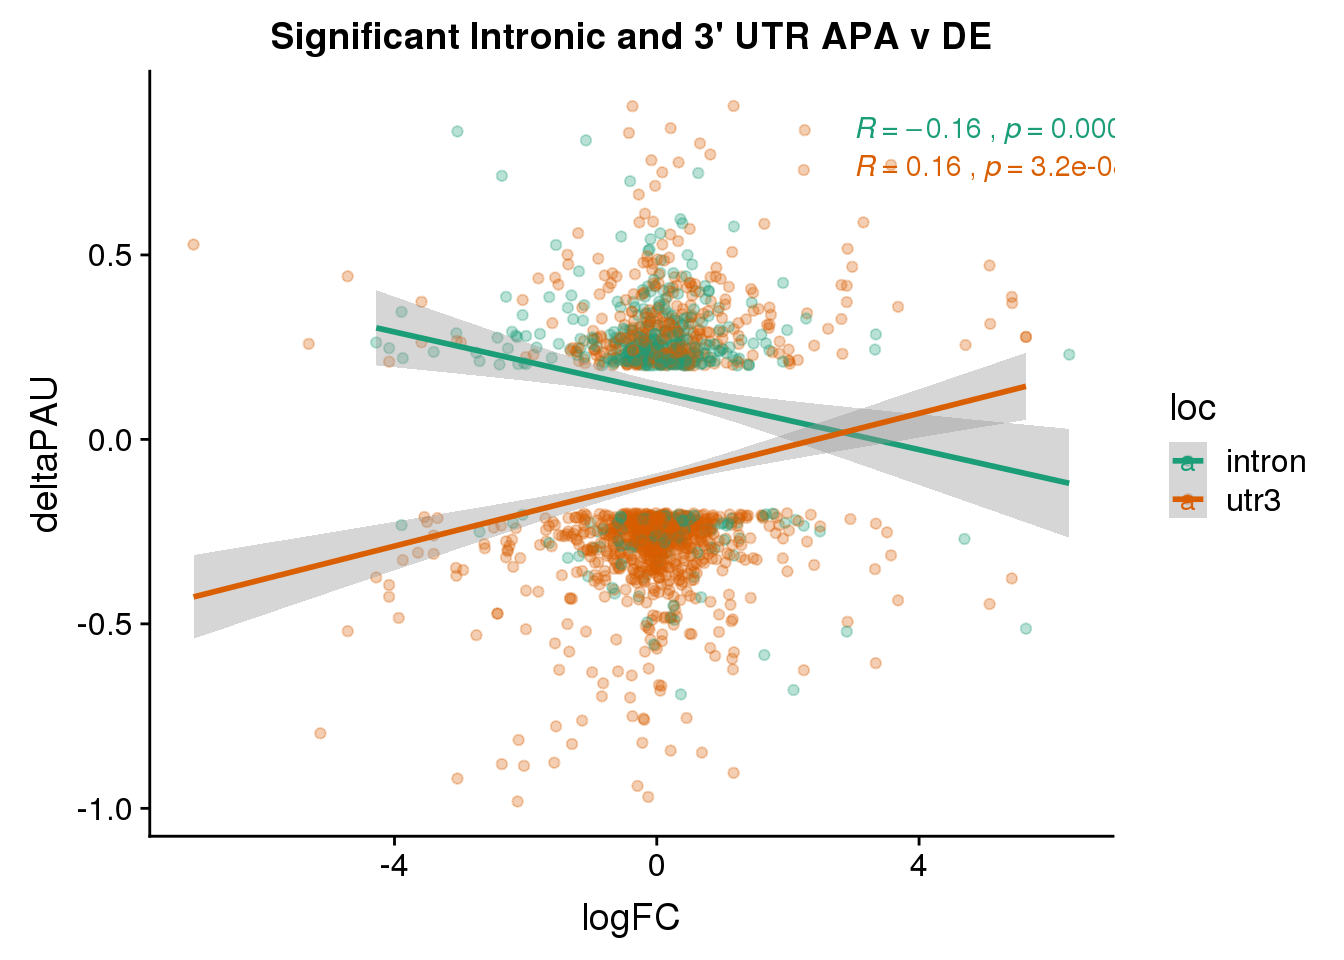 Significant Intronic and 3' UTR APA v DE
R = −0.16 , p = 0.000
R = 0.16 , p = 3.2e-0
deltaPAU
0.5
0.0
-0.5
-1.0
-4 0 4
logFC
loc
a intron
a utr3